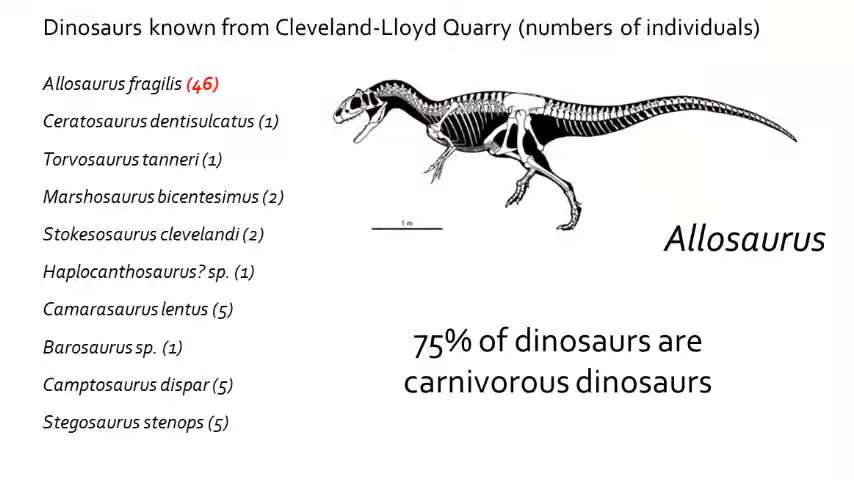 Dinosaurs known from Cleveland-Lloyd Quarry (numbers of individuals)
Allosaurus fragilis (46)
Ceratosaurus dentisulcatus (1)
Torvosaurus tanneri (1)
Marshosaurus bicentesimus (2)
Stokesosaurus clevelandi (2)
Haplocanthosaurus? sp. (1)
Camarasaurus lentus (5)
Barosaurus sp. (1)
Camptosaurus dispar (5)
Stegosaurus stenops (5)
1 m
Allosaurus
75% of dinosaurs are
carnivorous dinosaurs